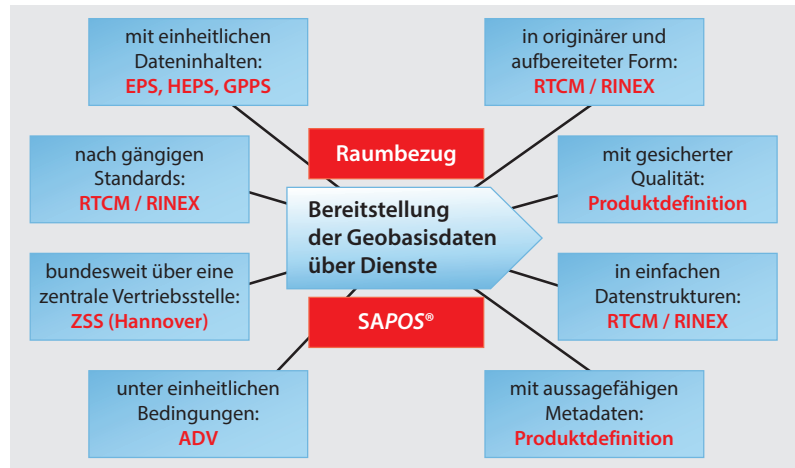 mit einheitlichen
Dateninhalten:
EPS, HEPS, GPPS
in originärer und
aufbereiteter Form:
RTCM / RINEX
nach gängigen
Standards:
RTCM / RINEX
Raumbezug
mit gesicherter
Qualität:
Produktdefinition
Bereitstellung
der Geobasisdaten
über Dienste
bundesweit über eine
zentrale Vertriebsstelle:
ZSS (Hannover)
SAPOS®
in einfachen
Datenstrukturen:
RTCM / RINEX
unter einheitlichen
Bedingungen:
ADV
mit aussagefähigen
Metadaten:
Produktdefinition